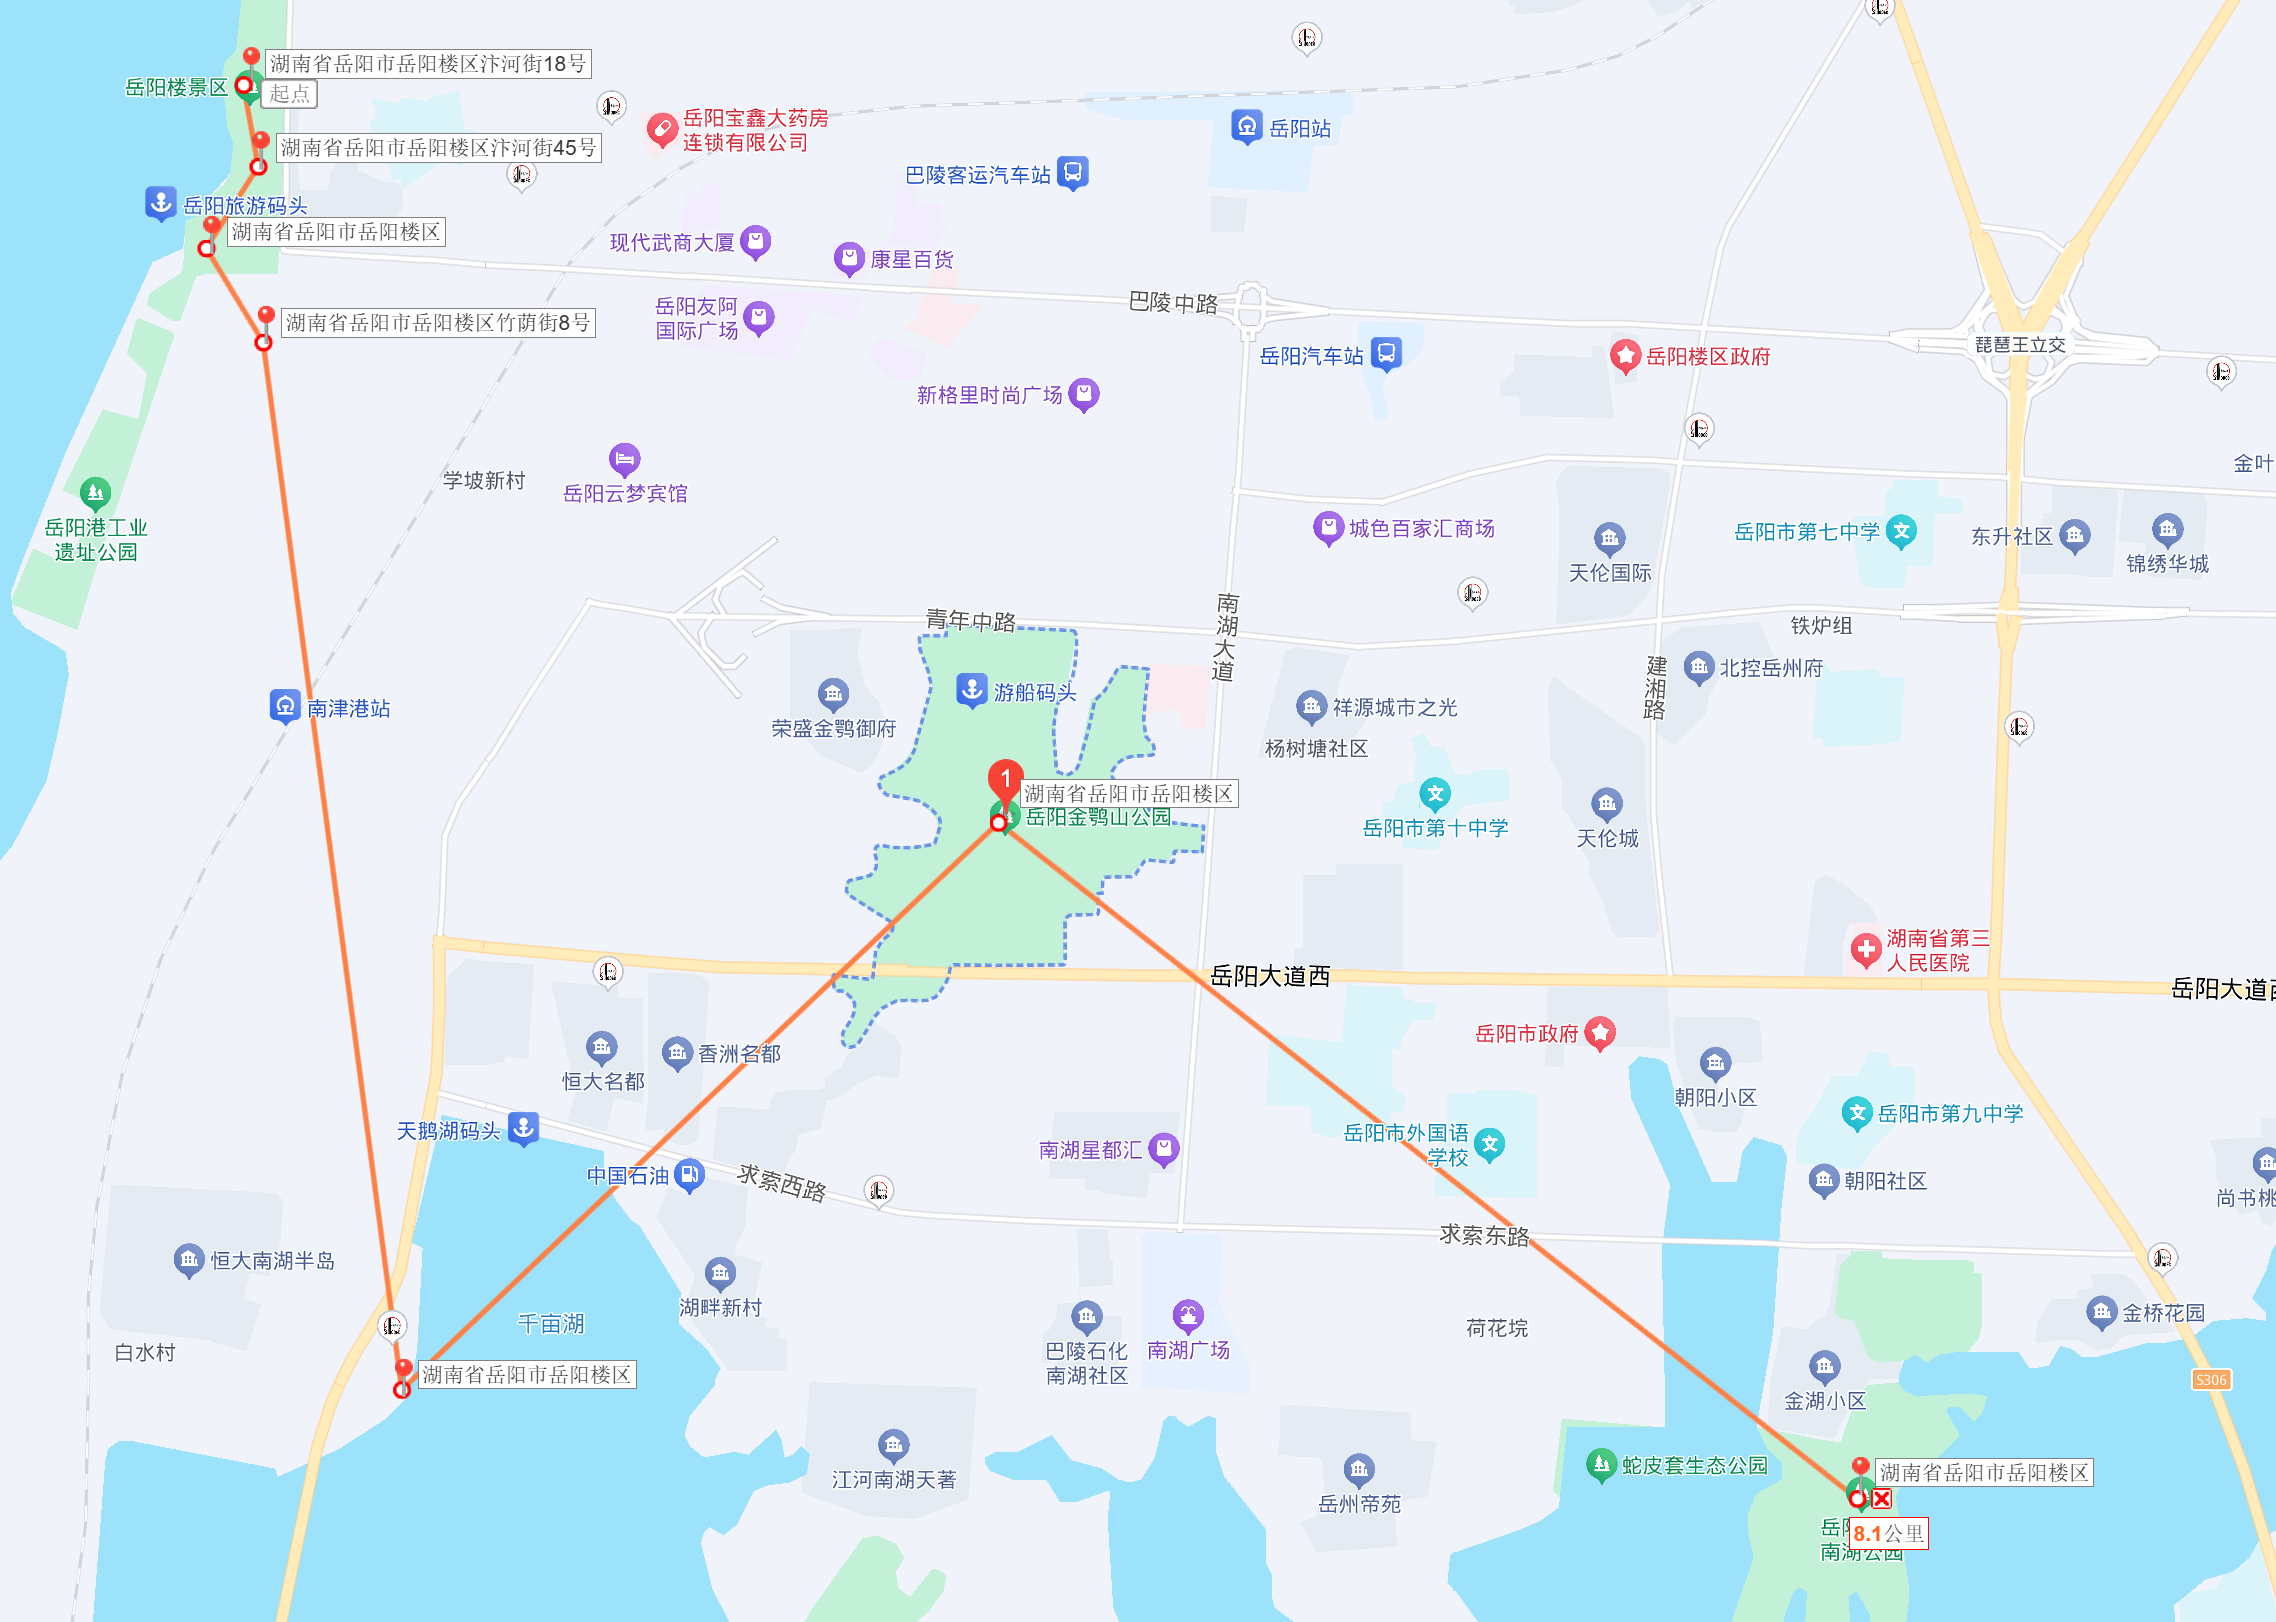 湖南省岳阳市岳阳楼区汴河街18号
岳阳楼景区
起点
岳阳宝鑫大药房
连锁有限公司
岳阳站
湖南省岳阳市岳阳楼区汴河街45号
巴陵客运汽车站
岳阳旅游码头
湖南省岳阳市岳阳楼区
现代武商大厦
康星百货
巴陵中路
岳阳友阿
国际广场
湖南省岳阳市岳阳楼区竹荫街8号
琵琶王立交
岳阳汽车站
岳阳楼区政府
新格里时尚广场
金叶
学坡新村
岳阳云梦宾馆
岳阳港工业
遗址公园
城色百家汇商场
岳阳市第七中学
东升社区
锦绣华城
天伦国际
青年中路
南湖大道
铁炉组
建湘路
北控岳州府
游船码头
南津港站
荣盛金鹗御府
祥源城市之光
杨树塘社区
1
湖南省岳阳市岳阳楼区
岳阳金鹗山公园
岳阳市第十中学
天伦城
湖南省第三
人民医院
岳阳大道西
岳阳大道西
岳阳市政府
香洲名都
恒大名都
朝阳小区
岳阳市第九中学
天鹅湖码头
南湖星都汇
岳阳市外国语
学校
中国石油
求索西路
朝阳社区
尚书桃
求索东路
恒大南湖半岛
湖畔新村
千亩湖
荷花垸
金桥花园
白水村
巴陵石化
南湖社区
南湖广场
湖南省岳阳市岳阳楼区
S306
金湖小区
江河南湖天著
岳州帝苑
蛇皮套生态公园
湖南省岳阳市岳阳楼区
岳阳
8.1公里
南湖公园